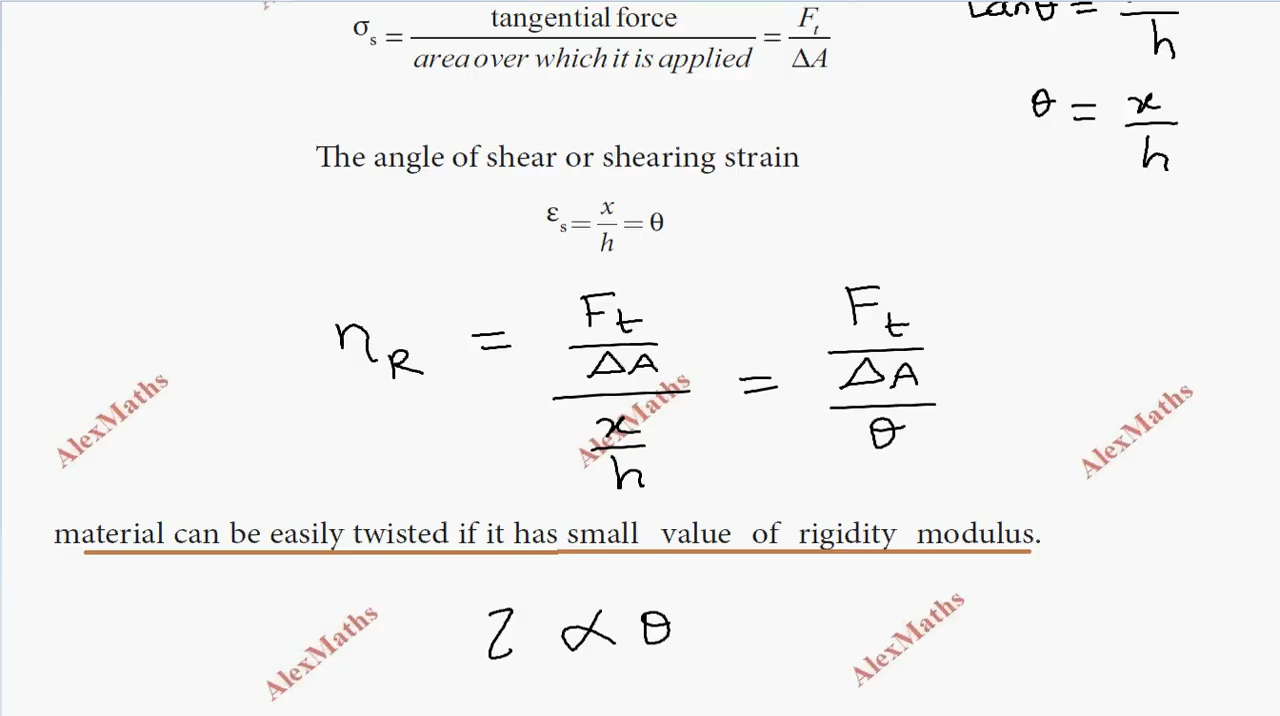 σs = tangential force / area over which it is applied = Ft / ΔA
tanθ = / h
θ = x / h
The angle of shear or shearing strain
εs = x / h = θ
nR = (Ft / ΔA) / (x / h) = (Ft / ΔA) / θ
AlexMaths AlexMaths AlexMaths
material can be easily twisted if it has small value of rigidity modulus.
∝ θ
AlexMaths AlexMaths